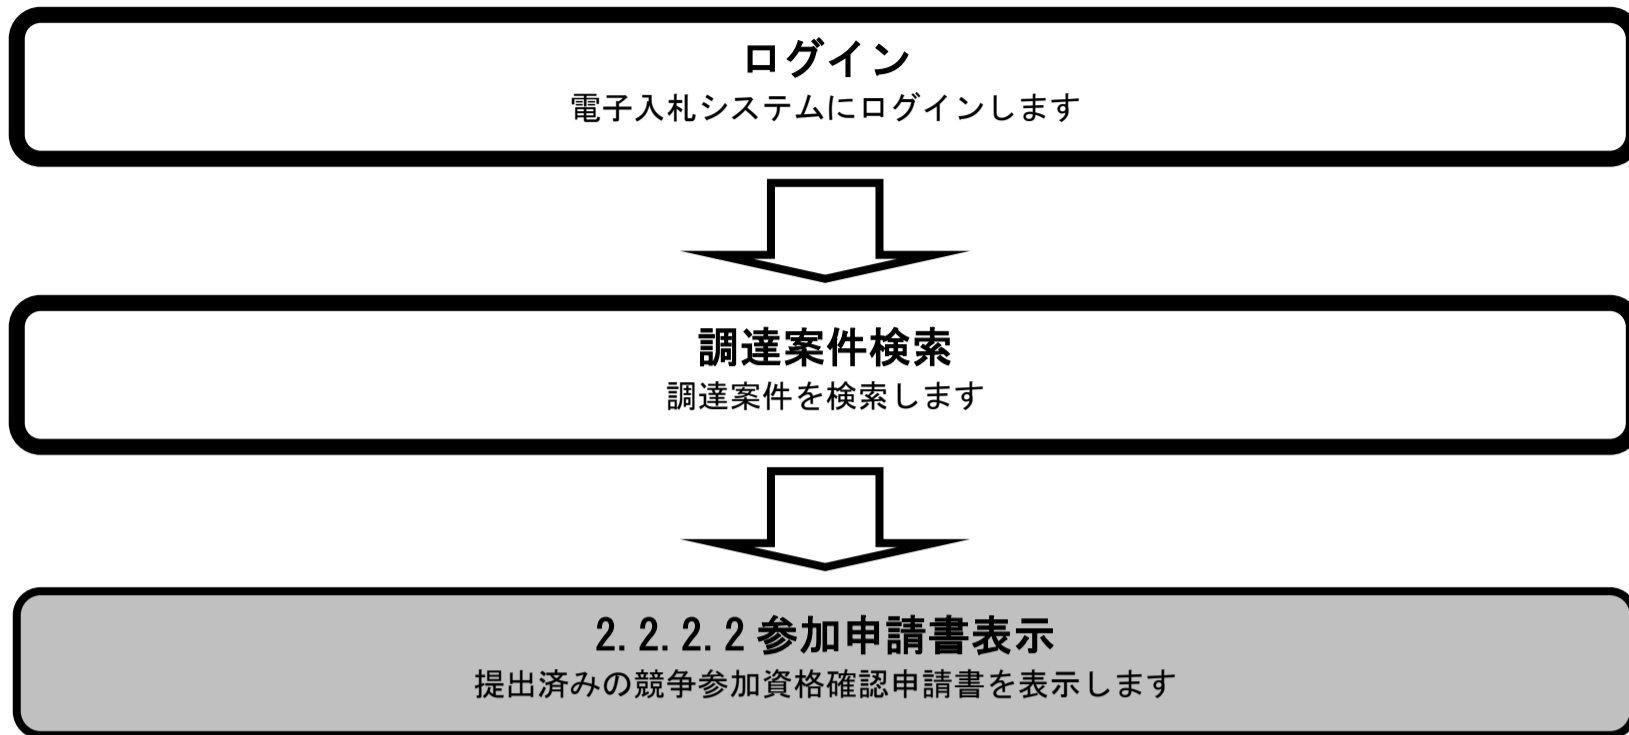 ログイン
電子入札システムにログインします
調達案件検索
調達案件を検索します
2.2.2.2参加申請書表示
提出済みの競争参加資格確認申請書を表示します